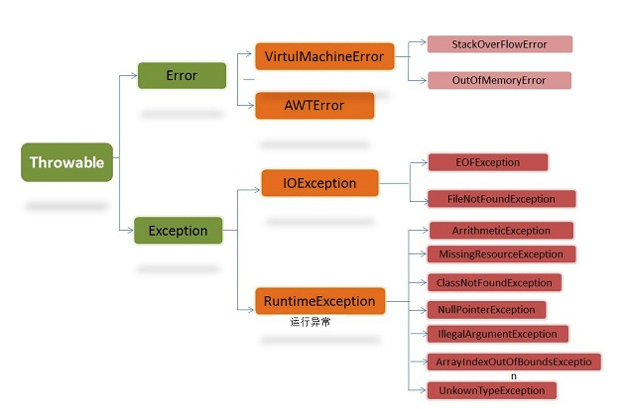 Throwable
Error
VirtulMachineError
StackOverFlowError
OutOfMemoryError
AWTError
Exception
IOException
EOFException
FileNotFoundException
RuntimeException
运行异常
ArrithmeticException
MissingResourceException
ClassNotFoundException
NullPointerException
IllegalArgumentException
ArrayIndexOutOfBoundsExceptio
n
UnkownTypeException